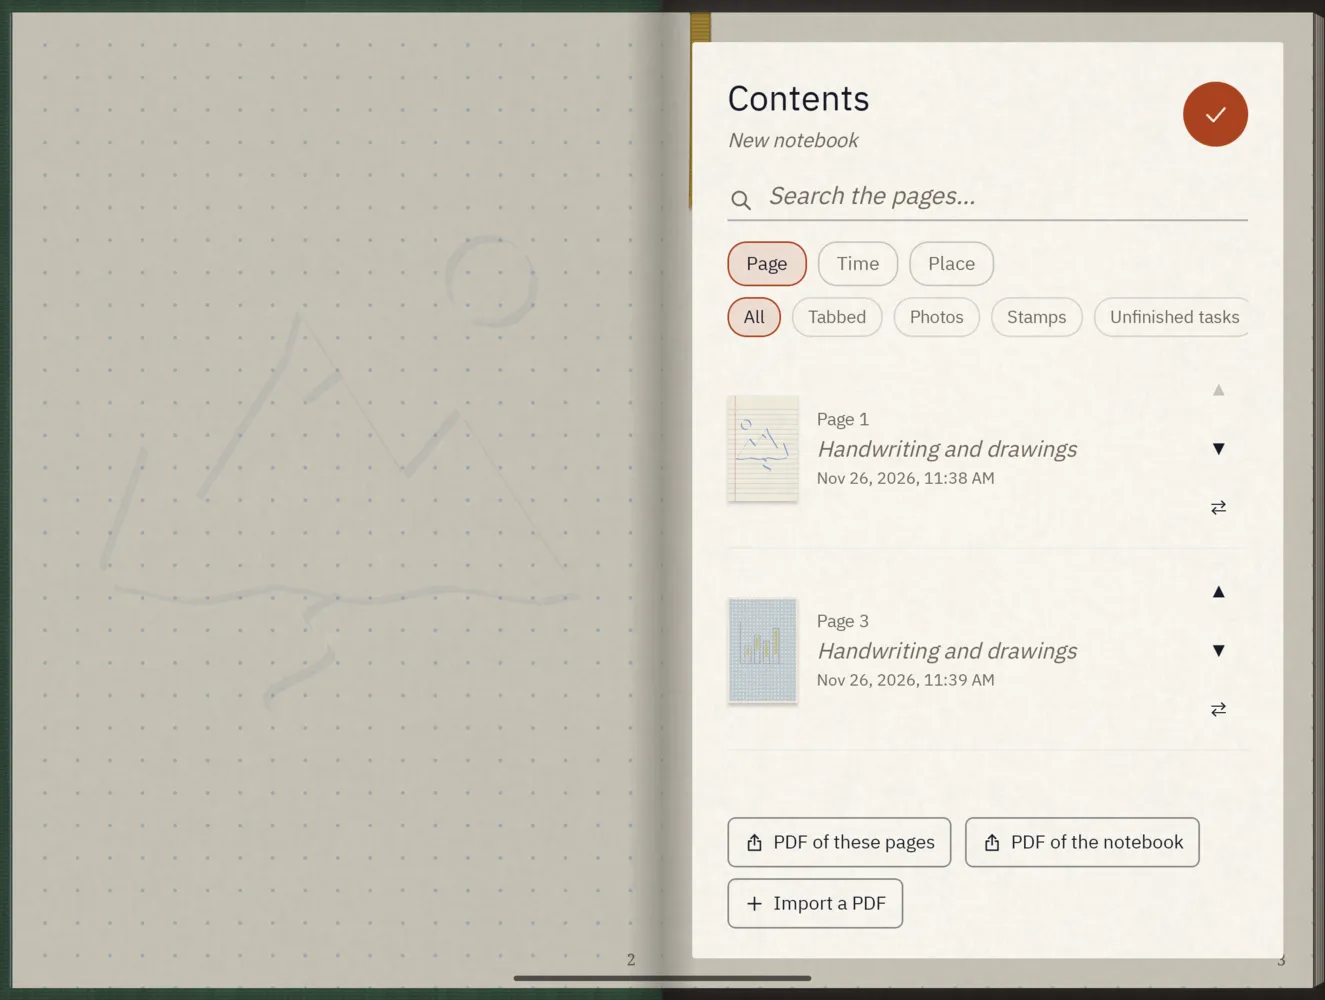 Contents
New notebook
Search the pages...
Page Time Place
All Tabbed Photos Stamps Unfinished tasks
Page 1
Handwriting and drawings
Nov 26, 2026, 11:38 AM
Page 3
Handwriting and drawings
Nov 26, 2026, 11:39 AM
PDF of these pages PDF of the notebook
Import a PDF
2 3